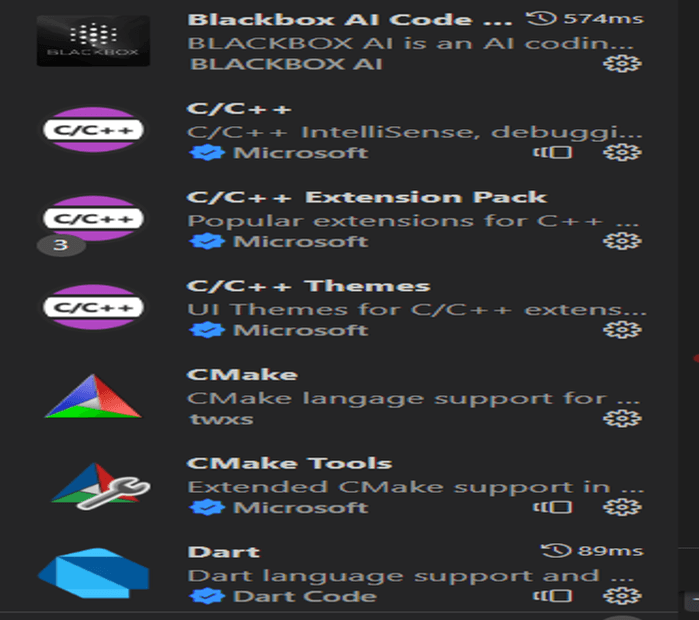 Blackbox AI Code ... 574ms
BLACKBOX AI is an AI codin...
BLACKBOX
BLACKBOX AI
C/C++
C/C++
C/C++ IntelliSense, debuggi...
Microsoft
C/C++ Extension Pack
C/C++
Popular extensions for C++ ...
3
Microsoft
C/C++ Themes
C/C++
UI Themes for C/C++ extens...
Microsoft
CMake
CMake langage support for ...
twxs
CMake Tools
Extended CMake support in ...
Microsoft
Dart 89ms
Dart language support and ...
Dart Code